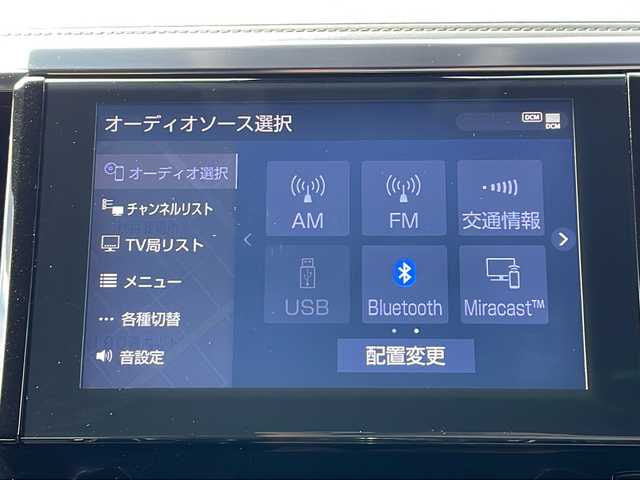 オーディオソース選択
DCM
DCM
オーディオ選択
チャンネルリスト
TV局リスト
メニュー
各種切替
音設定
AM
FM
交通情報
USB
Bluetooth
Miracast™
配置変更